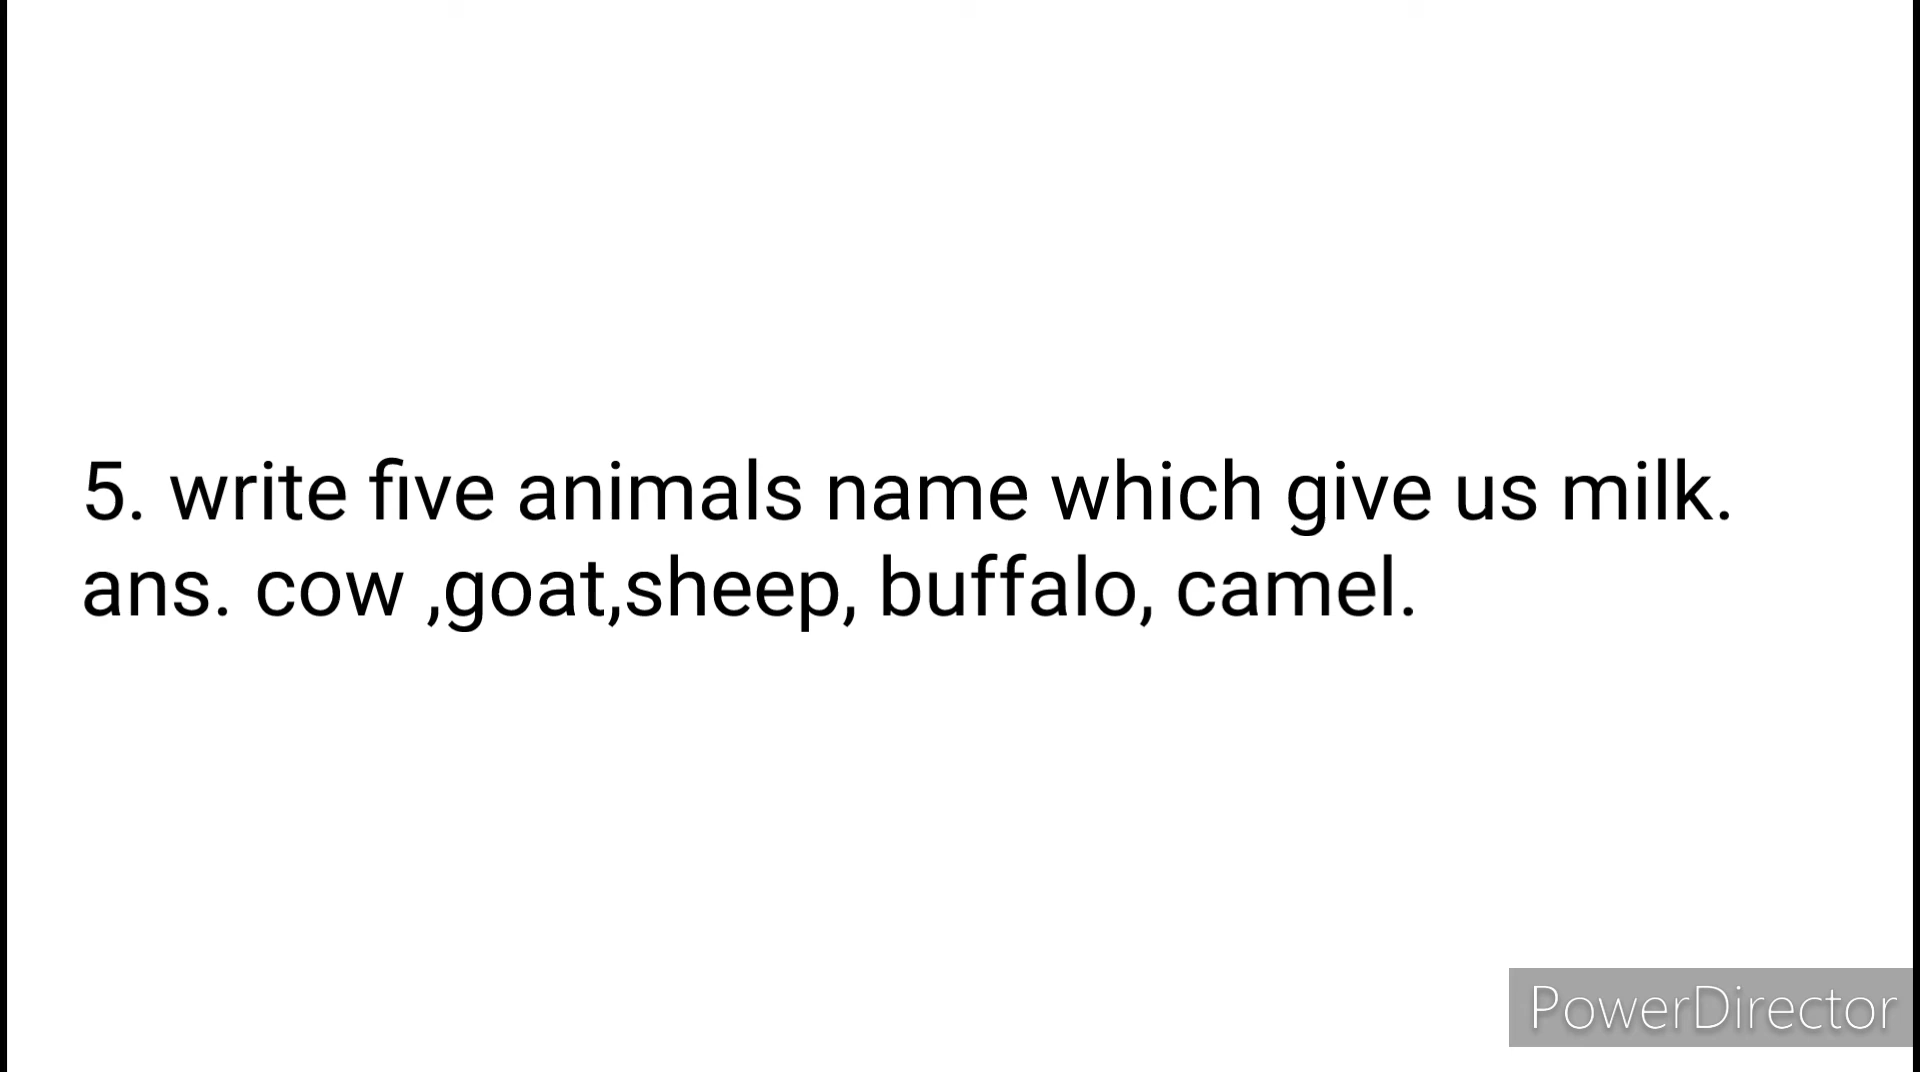 5. write five animals name which give us milk.
ans. cow ,goat,sheep, buffalo, camel.
PowerDirector